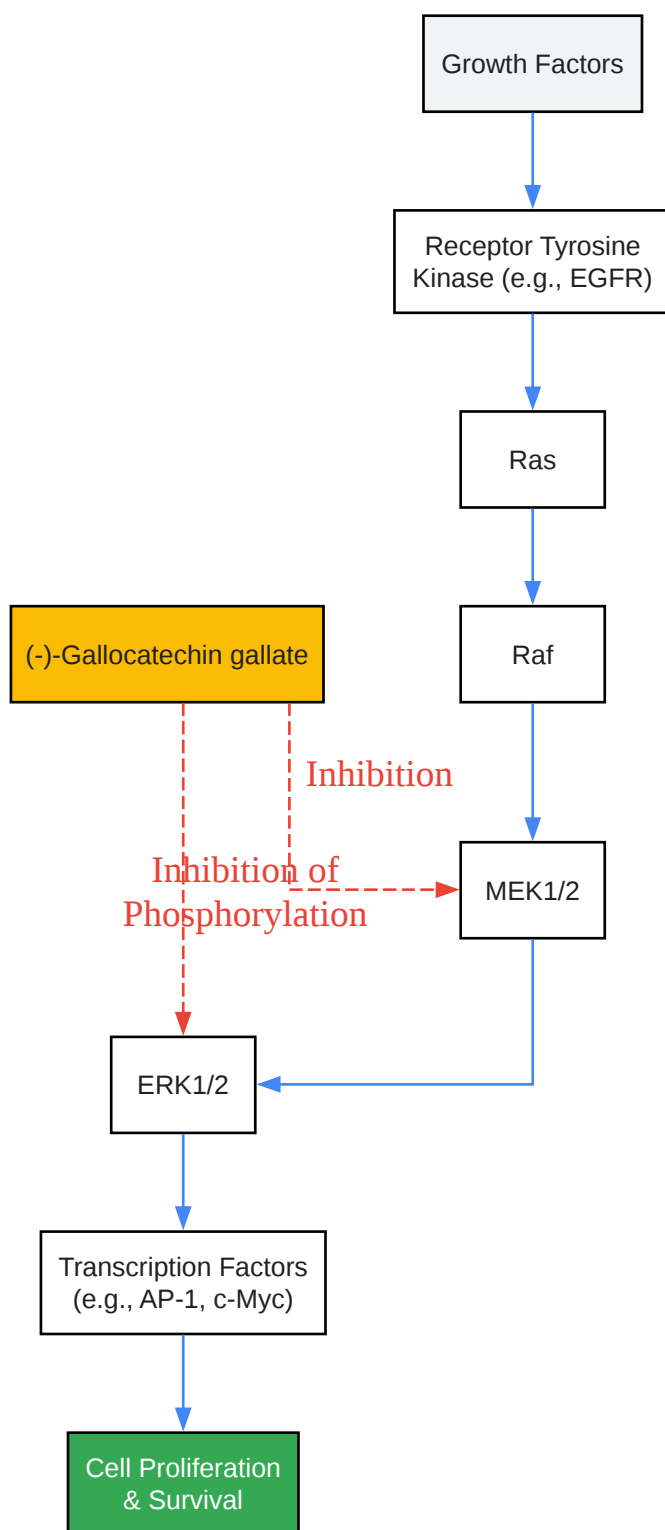 Growth Factors
Receptor Tyrosine
Kinase (e.g., EGFR)
Ras
(-)-Gallocatechin gallate
Raf
Inhibition
Inhibition of
Phosphorylation
MEK1/2
ERK1/2
Transcription Factors
(e.g., AP-1, c-Myc)
Cell Proliferation
& Survival